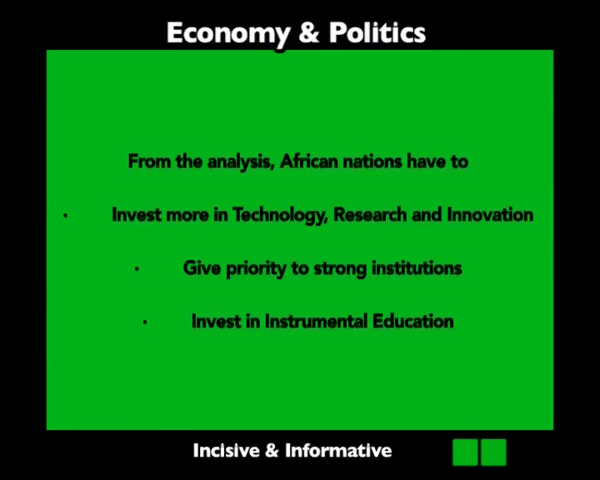 Economy & Politics
From the analysis, African nations have to
· Invest more in Technology, Research and Innovation
· Give priority to strong institutions
· Invest in Instrumental Education
Incisive & Informative